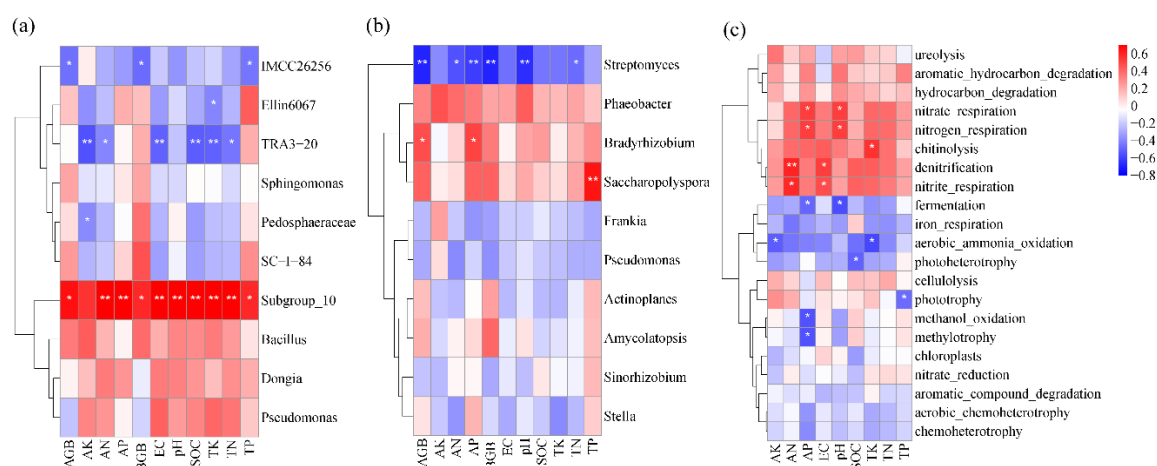 (a)
IMCC26256
Ellin6067
TRA3-20
Sphingomonas
Pedosphaeraceae
SC-I-84
Subgroup_10
Bacillus
Dongia
Pseudomonas
AGB AK AN AP BGB EC pH SOC TK TN TP
(b)
Streptomyces
Phaeobacter
Bradyrhizobium
Saccharopolyspora
Frankia
Pseudomonas
Actinoplanes
Amycolatopsis
Sinorhizobium
Stella
AGB AK AN AP BGB EC pH SOC TK TN TP
(c)
ureolysis
aromatic_hydrocarbon_degradation
hydrocarbon_degradation
nitrate_respiration
nitrogen_respiration
chitinolysis
denitrification
nitrite_respiration
fermentation
iron_respiration
aerobic_ammonia_oxidation
photoheterotrophy
cellulolysis
phototrophy
methanol_oxidation
methylotrophy
chloroplasts
nitrate_reduction
aromatic_compound_degradation
aerobic_chemoheterotrophy
chemoheterotrophy
AK AN AP EC pH SOC TK TN TP
0.6
0.4
0.2
0
-0.2
-0.4
-0.6
-0.8